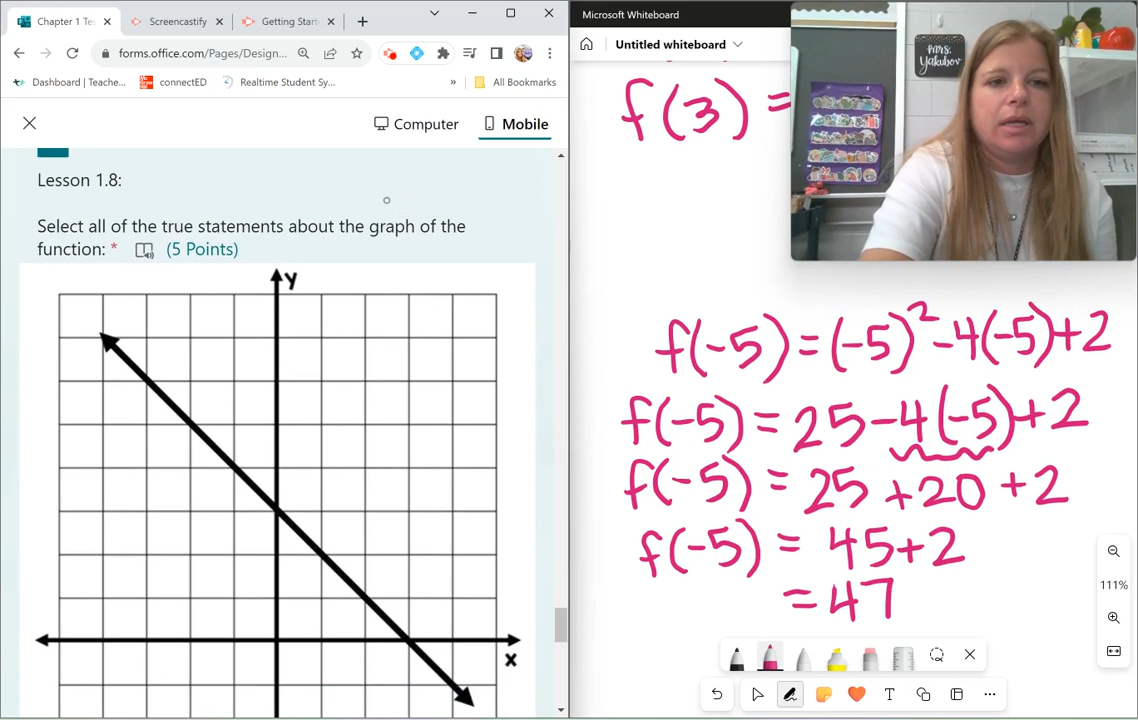 Chapter 1 Te
Screencastify
Getting Start
forms.office.com/Pages/Design...
Dashboard | Teache...
connectED
Realtime Student Sy...
»
All Bookmarks
Computer
Mobile
Lesson 1.8:
Select all of the true statements about the graph of the
function: * (5 Points)
y
x
Microsoft Whiteboard
Untitled whiteboard
Mrs.
Yakubov
f(3) =
f(-5) = (-5)² -4(-5)+2
f(-5) = 25 -4(-5)+2
f(-5) = 25 +20 +2
f(-5) = 45+2
= 47
111%
T